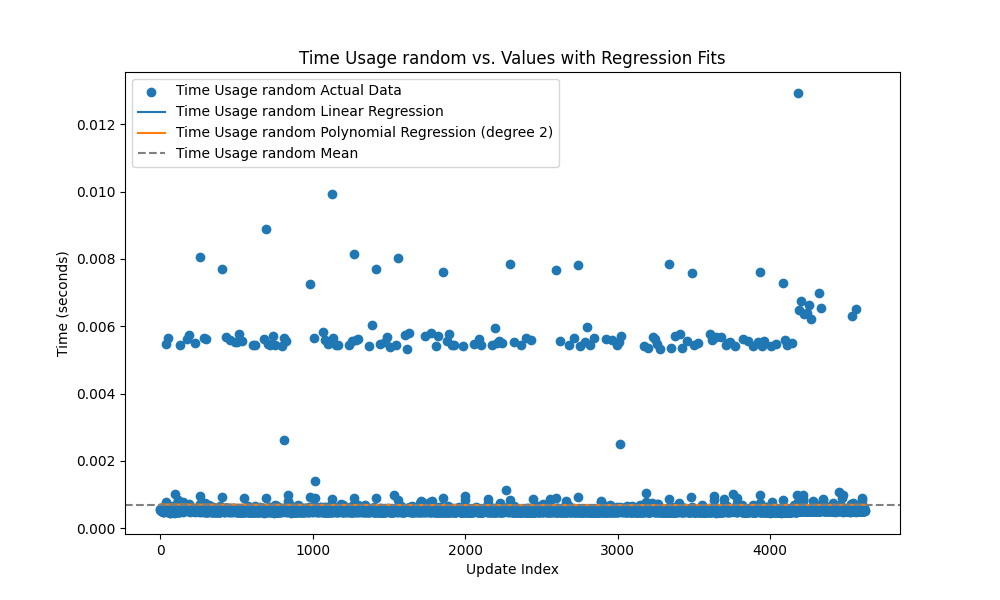 Time Usage random vs. Values with Regression Fits
Time Usage random Actual Data
Time Usage random Linear Regression
Time Usage random Polynomial Regression (degree 2)
Time Usage random Mean
Time (seconds)
0.012
0.010
0.008
0.006
0.004
0.002
0.000
0 1000 2000 3000 4000
Update Index